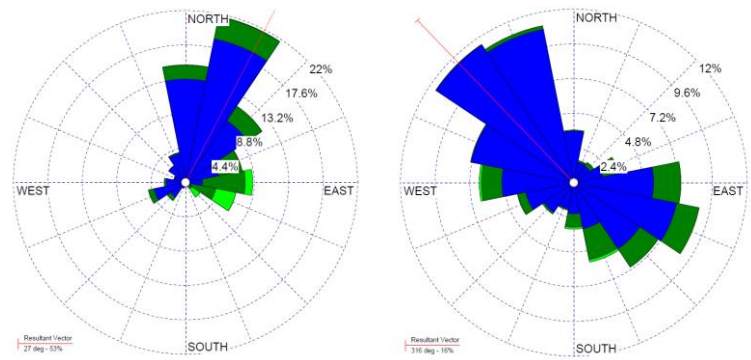 NORTH
22%
17.6%
13.2%
8.8%
4.4%
WEST
EAST
SOUTH
Resultant Vector
27 deg - 53%
NORTH
12%
9.6%
7.2%
4.8%
2.4%
WEST
EAST
SOUTH
Resultant Vector
316 deg - 16%